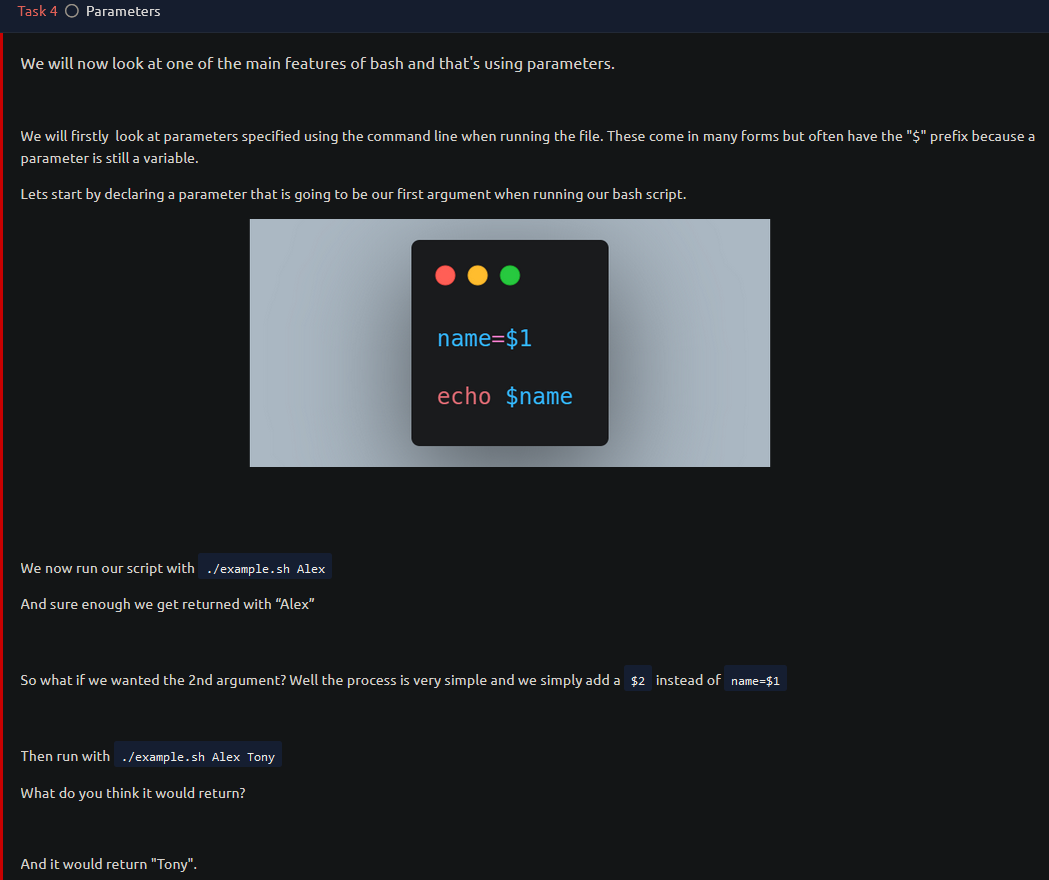 Task 4 Parameters
We will now look at one of the main features of bash and that's using parameters.
We will firstly  look at parameters specified using the command line when running the file. These come in many forms but often have the "$" prefix because a
parameter is still a variable.
Lets start by declaring a parameter that is going to be our first argument when running our bash script.
name=$1
echo $name
We now run our script with ./example.sh Alex
And sure enough we get returned with “Alex”
So what if we wanted the 2nd argument? Well the process is very simple and we simply add a $2 instead of name=$1
Then run with ./example.sh Alex Tony
What do you think it would return?
And it would return "Tony".